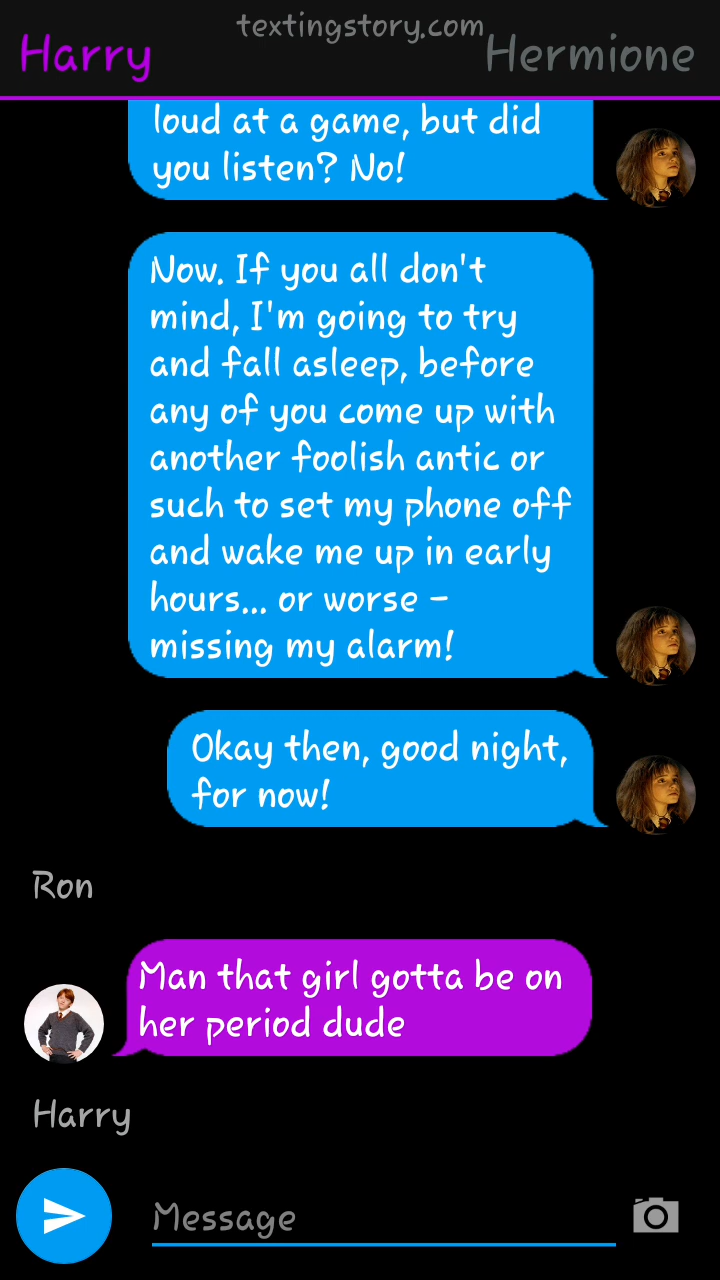 textingstory.com
Harry
Hermione
loud at a game, but did
you listen? No!
Now. If you all don't
mind, I'm going to try
and fall asleep, before
any of you come up with
another foolish antic or
such to set my phone off
and wake me up in early
hours... or worse –
missing my alarm!
Okay then, good night,
for now!
Ron
Man that girl gotta be on
her period dude
Harry
Message